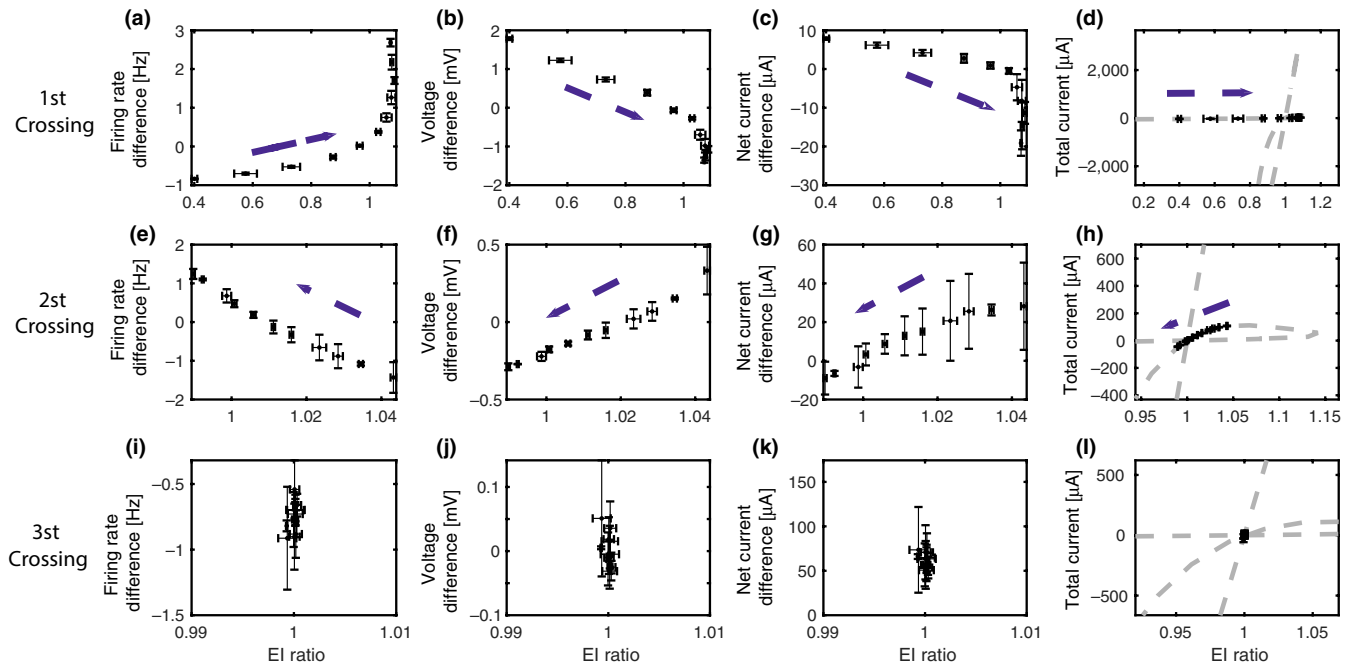 (a) (b) (c) (d)
1st
Crossing
Firing rate
difference [Hz]
3
2
1
0
−1
0.4 0.6 0.8 1
Voltage
difference [mV]
2
1
0
−1
−2
0.4 0.6 0.8 1
Net current
difference [µA]
10
0
−10
−20
−30
0.4 0.6 0.8 1
Total current [µA]
2,000
0
−2,000
0.2 0.4 0.6 0.8 1 1.2
(e) (f) (g) (h)
2st
Crossing
Firing rate
difference [Hz]
2
1
0
−1
−2
1 1.02 1.04
Voltage
difference [mV]
0.5
0
−0.5
1 1.02 1.04
Net current
difference [µA]
60
40
20
0
−20
1 1.02 1.04
Total current [µA]
600
400
200
0
−200
−400
0.95 1 1.05 1.1 1.15
(i) (j) (k) (l)
3st
Crossing
Firing rate
difference [Hz]
−0.5
−1
−1.5
0.99 1 1.01
EI ratio
Voltage
difference [mV]
0.1
0
−0.1
0.99 1 1.01
EI ratio
Net current
difference [µA]
150
100
50
0
0.99 1 1.01
EI ratio
Total current [µA]
500
0
−500
0.95 1 1.05
EI ratio